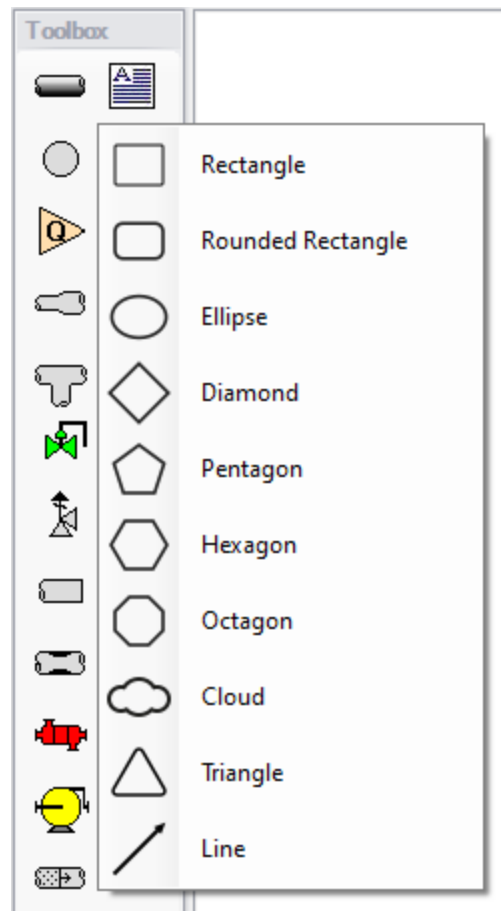 Toolbox
A
Rectangle
Q
Rounded Rectangle
Ellipse
Diamond
Pentagon
Hexagon
Octagon
Cloud
Triangle
Line